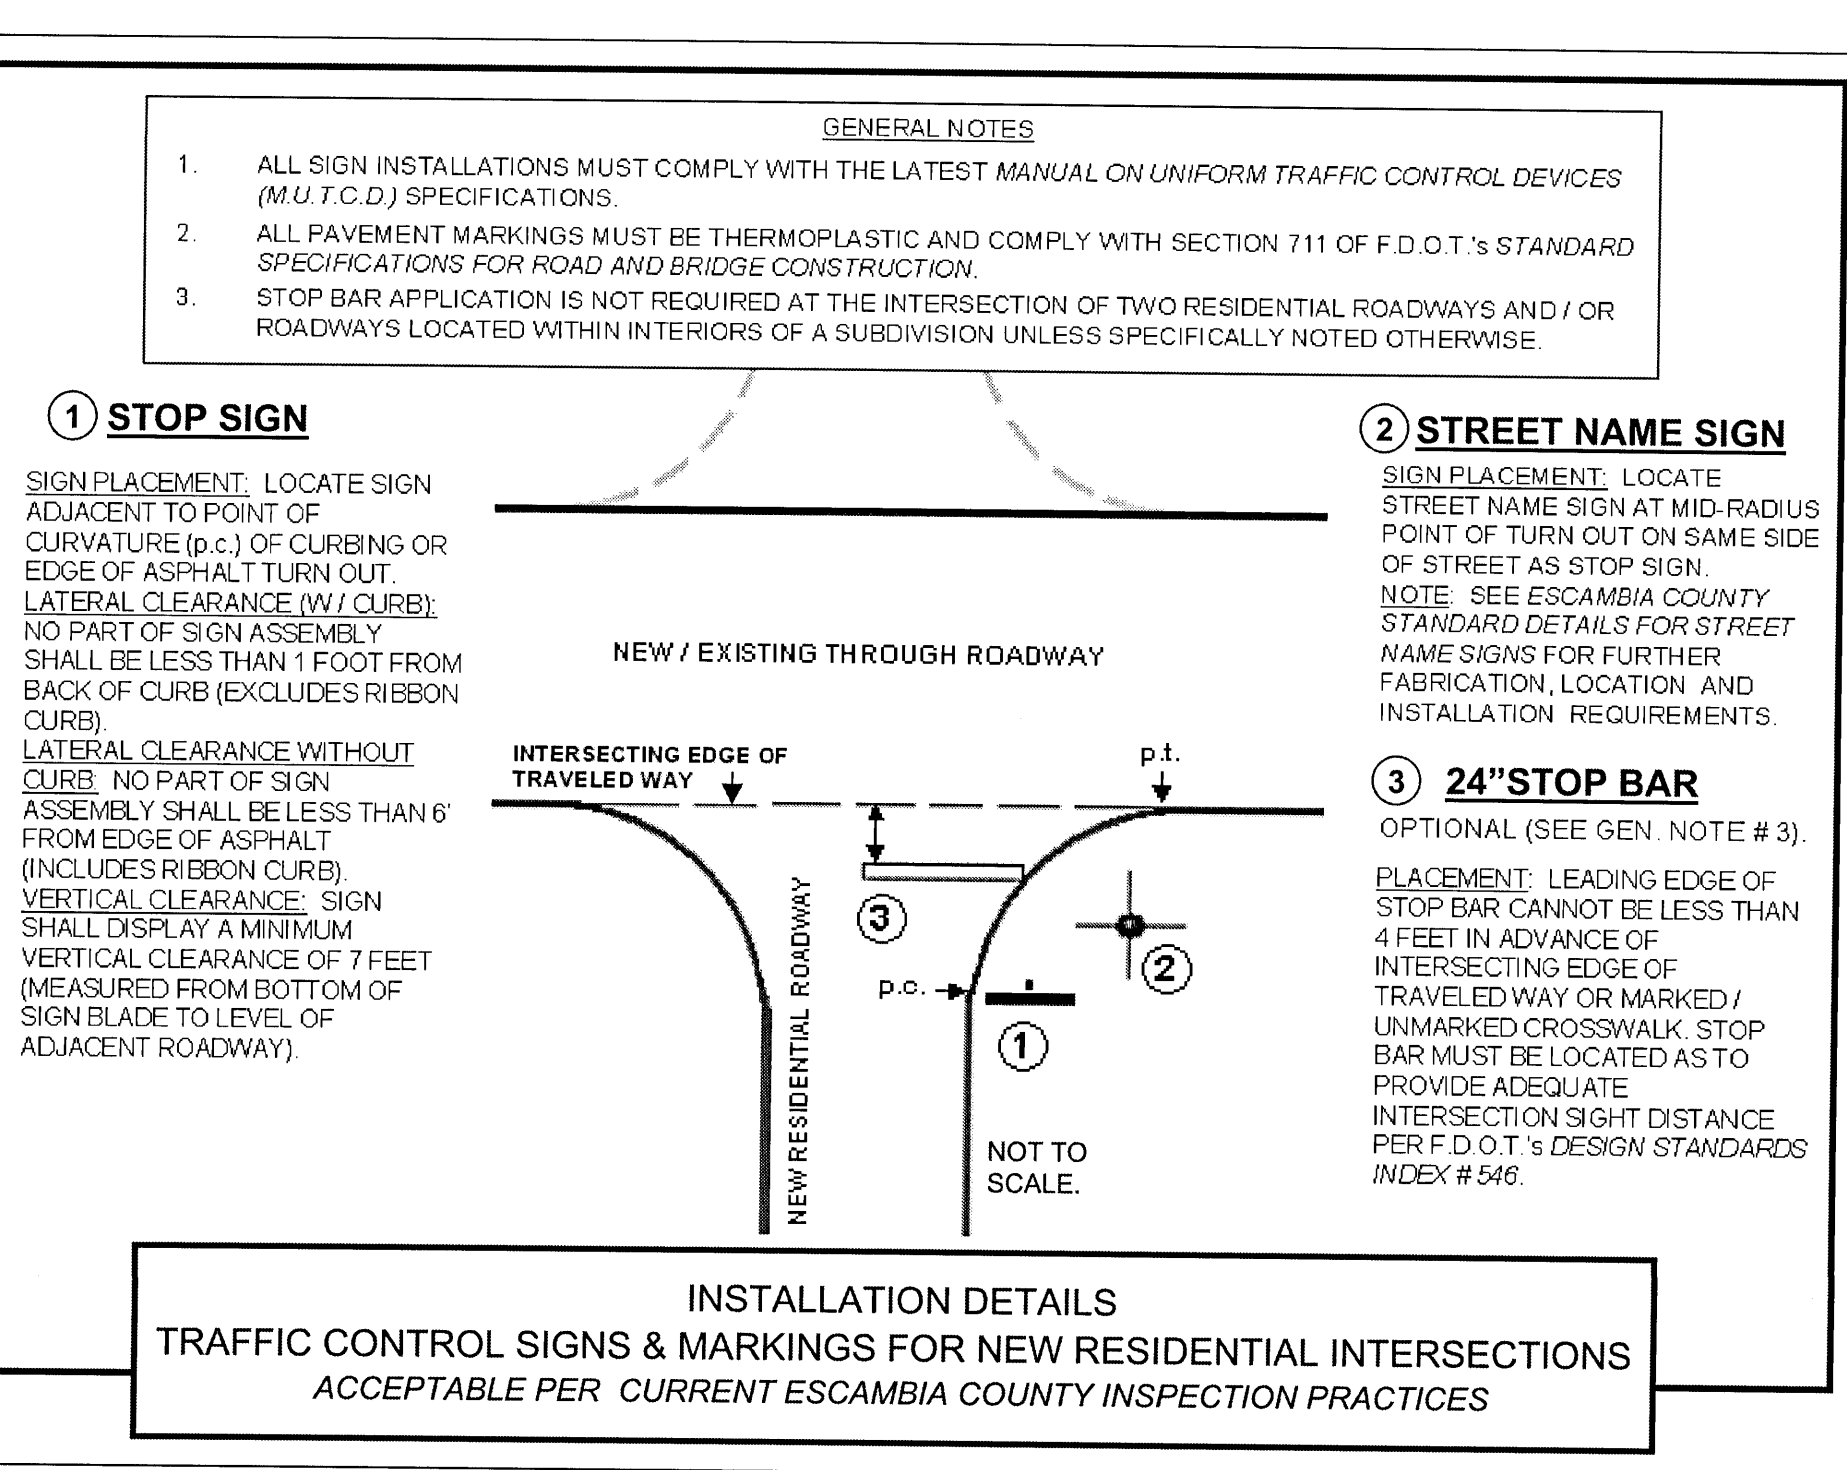 GENERAL NOTES
1. ALL SIGN INSTALLATIONS MUST COMPLY WITH THE LATEST MANUAL ON UNIFORM TRAFFIC CONTROL DEVICES
(M.U.T.C.D.) SPECIFICATIONS.
2. ALL PAVEMENT MARKINGS MUST BE THERMOPLASTIC AND COMPLY WITH SECTION 711 OF F.D.O.T.'s STANDARD
SPECIFICATIONS FOR ROAD AND BRIDGE CONSTRUCTION.
3. STOP BAR APPLICATION IS NOT REQUIRED AT THE INTERSECTION OF TWO RESIDENTIAL ROADWAYS AND / OR
ROADWAYS LOCATED WITHIN INTERIORS OF A SUBDIVISION UNLESS SPECIFICALLY NOTED OTHERWISE.
1 STOP SIGN
SIGN PLACEMENT: LOCATE SIGN
ADJACENT TO POINT OF
CURVATURE (p.c.) OF CURBING OR
EDGE OF ASPHALT TURN OUT.
LATERAL CLEARANCE (W / CURB):
NO PART OF SIGN ASSEMBLY
SHALL BE LESS THAN 1 FOOT FROM
BACK OF CURB (EXCLUDES RIBBON
CURB).
LATERAL CLEARANCE WITHOUT
CURB: NO PART OF SIGN
ASSEMBLY SHALL BE LESS THAN 6'
FROM EDGE OF ASPHALT
(INCLUDES RIBBON CURB).
VERTICAL CLEARANCE: SIGN
SHALL DISPLAY A MINIMUM
VERTICAL CLEARANCE OF 7 FEET
(MEASURED FROM BOTTOM OF
SIGN BLADE TO LEVEL OF
ADJACENT ROADWAY).
NEW / EXISTING THROUGH ROADWAY
INTERSECTING EDGE OF
TRAVELED WAY
p.t.
3
2
p.c.
1
NEW RESIDENTIAL ROADWAY
NOT TO
SCALE.
2 STREET NAME SIGN
SIGN PLACEMENT: LOCATE
STREET NAME SIGN AT MID-RADIUS
POINT OF TURN OUT ON SAME SIDE
OF STREET AS STOP SIGN.
NOTE: SEE ESCAMBIA COUNTY
STANDARD DETAILS FOR STREET
NAME SIGNS FOR FURTHER
FABRICATION, LOCATION AND
INSTALLATION REQUIREMENTS.
3 24”STOP BAR
OPTIONAL (SEE GEN. NOTE # 3).
PLACEMENT: LEADING EDGE OF
STOP BAR CANNOT BE LESS THAN
4 FEET IN ADVANCE OF
INTERSECTING EDGE OF
TRAVELED WAY OR MARKED /
UNMARKED CROSSWALK. STOP
BAR MUST BE LOCATED AS TO
PROVIDE ADEQUATE
INTERSECTION SIGHT DISTANCE
PER F.D.O.T.'s DESIGN STANDARDS
INDEX # 546.
INSTALLATION DETAILS
TRAFFIC CONTROL SIGNS & MARKINGS FOR NEW RESIDENTIAL INTERSECTIONS
ACCEPTABLE PER CURRENT ESCAMBIA COUNTY INSPECTION PRACTICES